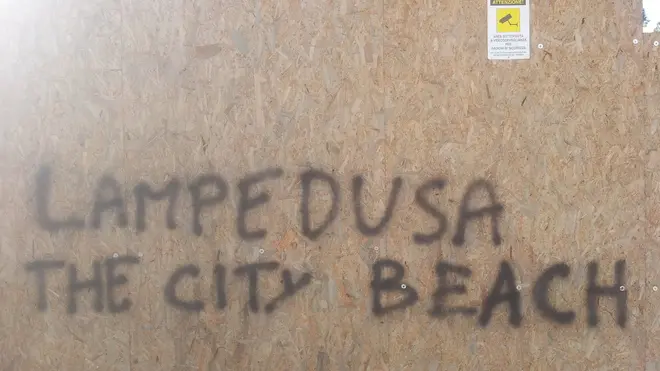 ATTENZIONE!
LAMPEDUSA
THE CITY BEACH